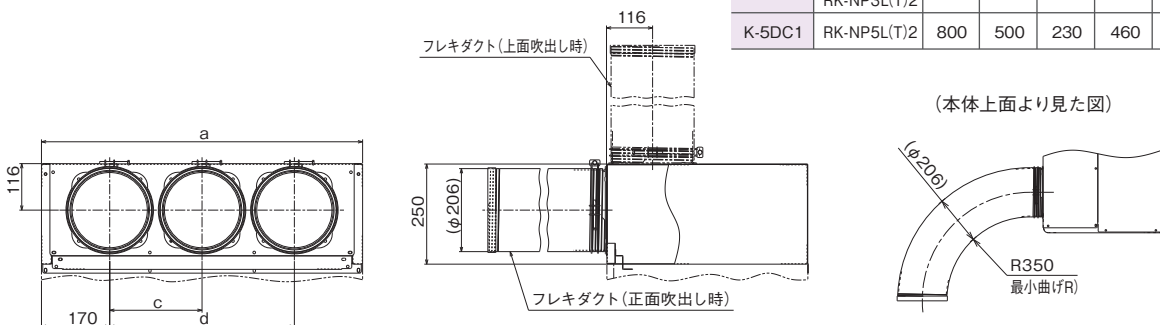 RK-NP3L(T)2
K-5DC1 RK-NP5L(T)2 800 500 230 460
116
フレキダクト(上面吹出し時)
(本体上面より見た図)
a
116
250
(φ206)
(φ206)
R350
最小曲げR)
フレキダクト(正面吹出し時)
c
170 d